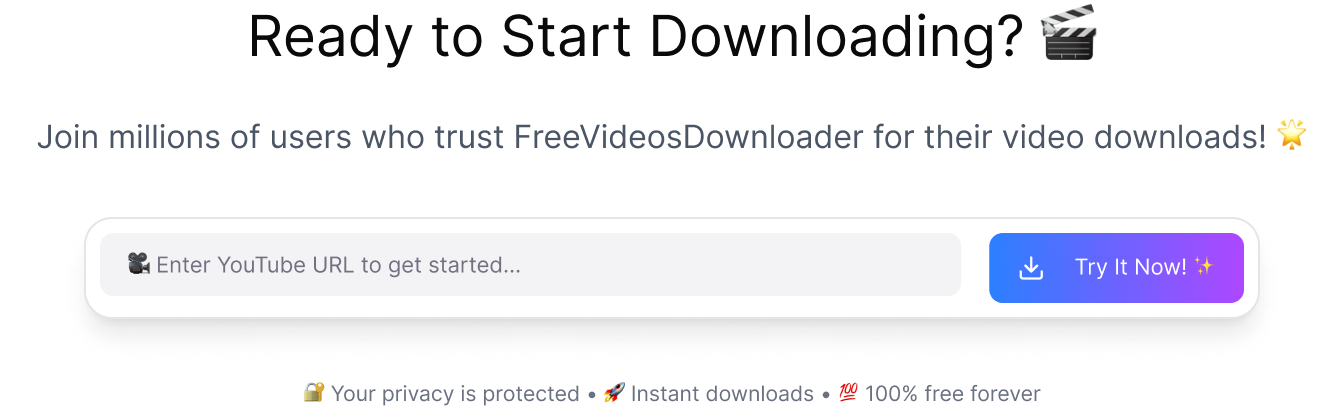 Ready to Start Downloading? 🎬
Join millions of users who trust FreeVideosDownloader for their video downloads! 🌟
🎥 Enter YouTube URL to get started...
Try It Now! ✨
🔐 Your privacy is protected • 🚀 Instant downloads • 💯 100% free forever